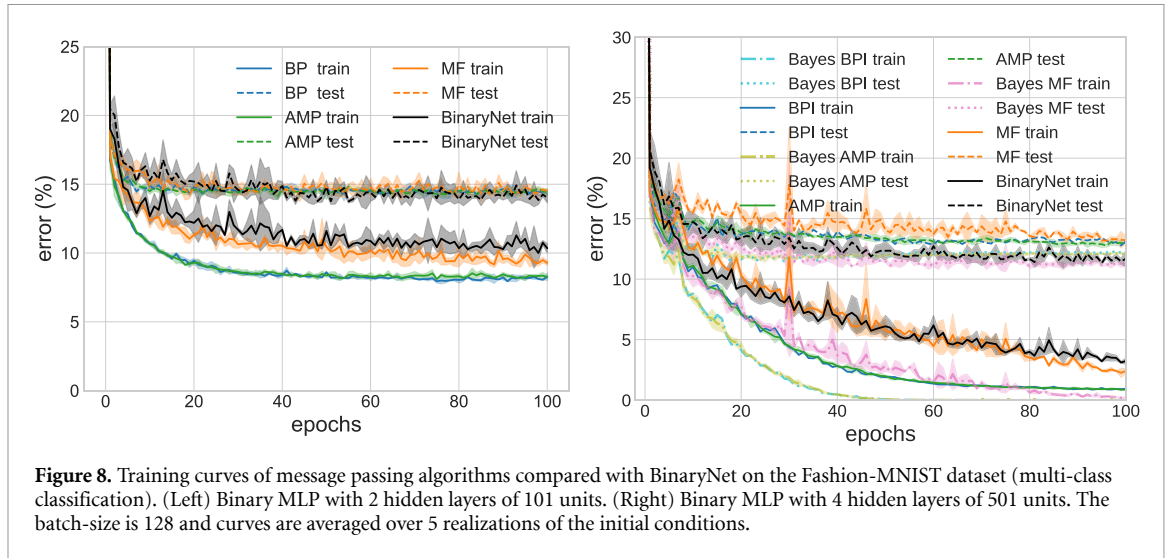 25
20
15
10
5
0
error (%)
0
20
40
60
80
100
epochs
BP train
BP test
AMP train
AMP test
MF train
MF test
BinaryNet train
BinaryNet test
30
25
20
15
10
5
0
error (%)
0
20
40
60
80
100
epochs
Bayes BPI train
Bayes BPI test
BPI train
BPI test
Bayes AMP train
Bayes AMP test
AMP train
AMP test
Bayes MF train
Bayes MF test
MF train
MF test
BinaryNet train
BinaryNet test
Figure 8. Training curves of message passing algorithms compared with BinaryNet on the Fashion-MNIST dataset (multi-class
classification). (Left) Binary MLP with 2 hidden layers of 101 units. (Right) Binary MLP with 4 hidden layers of 501 units. The
batch-size is 128 and curves are averaged over 5 realizations of the initial conditions.